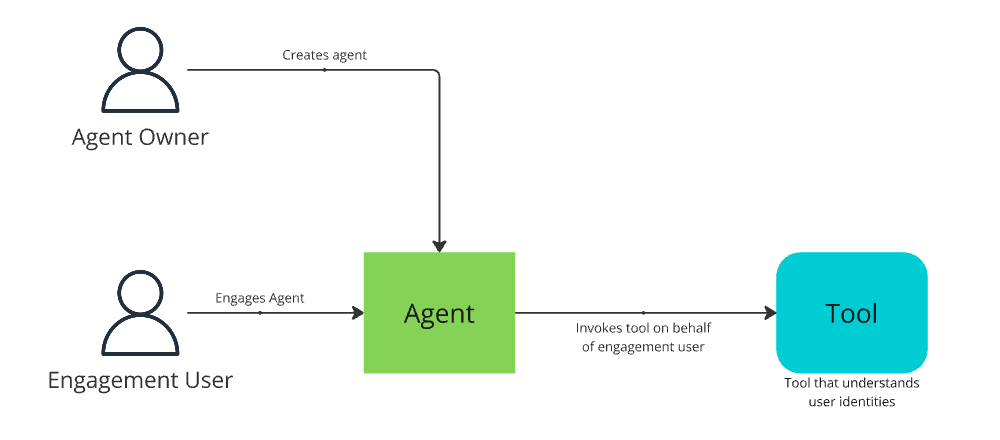 Creates agent
Agent Owner
Engages Agent
Agent
Invokes tool on behalf
of engagement user
Tool
Engagement User
Tool that understands
user identities